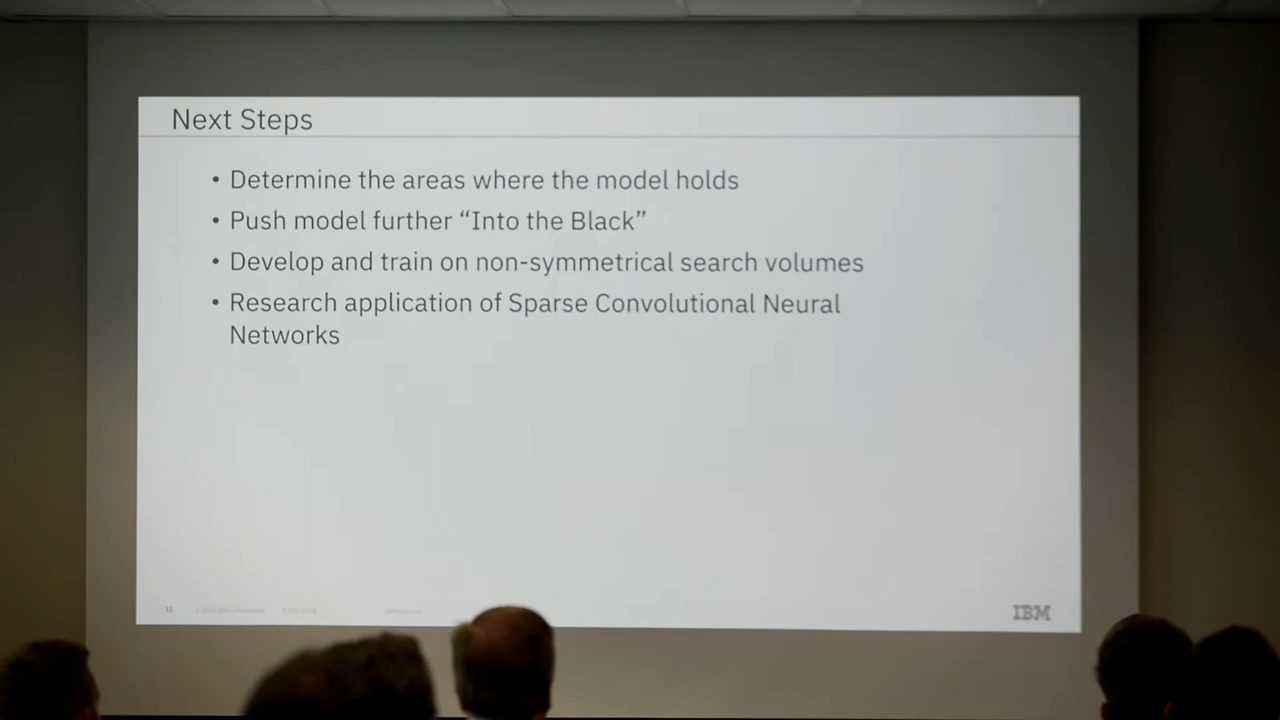 Next Steps
• Determine the areas where the model holds
• Push model further “Into the Black”
• Develop and train on non-symmetrical search volumes
• Research application of Sparse Convolutional Neural
Networks
11
IBM